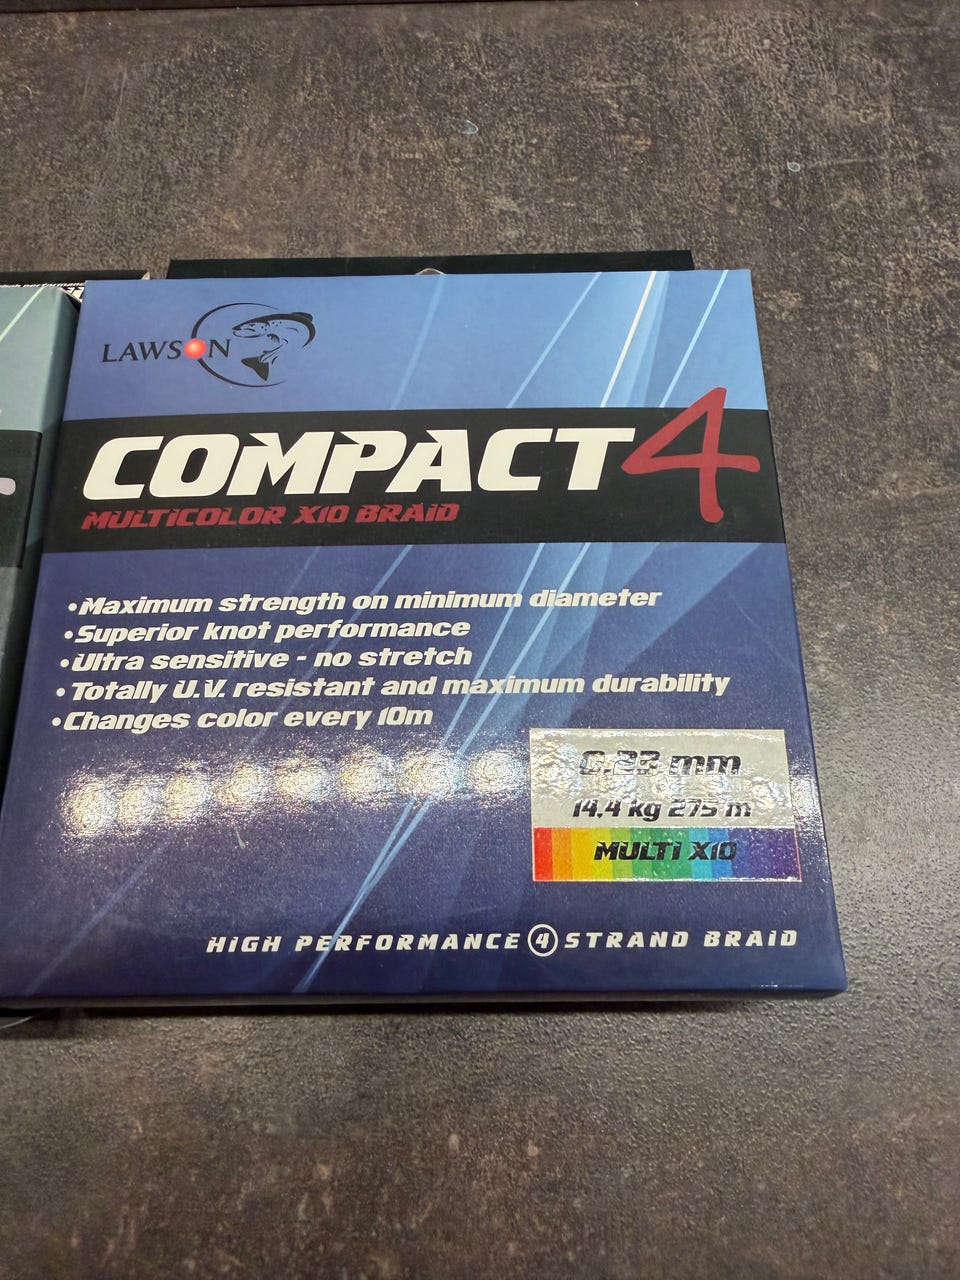 LAWSON
COMPACT4
MULTICOLOR X10 BRAID
•Maximum strength on minimum diameter
•Superior knot performance
•Ultra sensitive - no stretch
•Totally U.V. resistant and maximum durability
•Changes color every 10m
0.23 mm
14,4 kg 275 m
MULTI X10
HIGH PERFORMANCE 4 STRAND BRAID